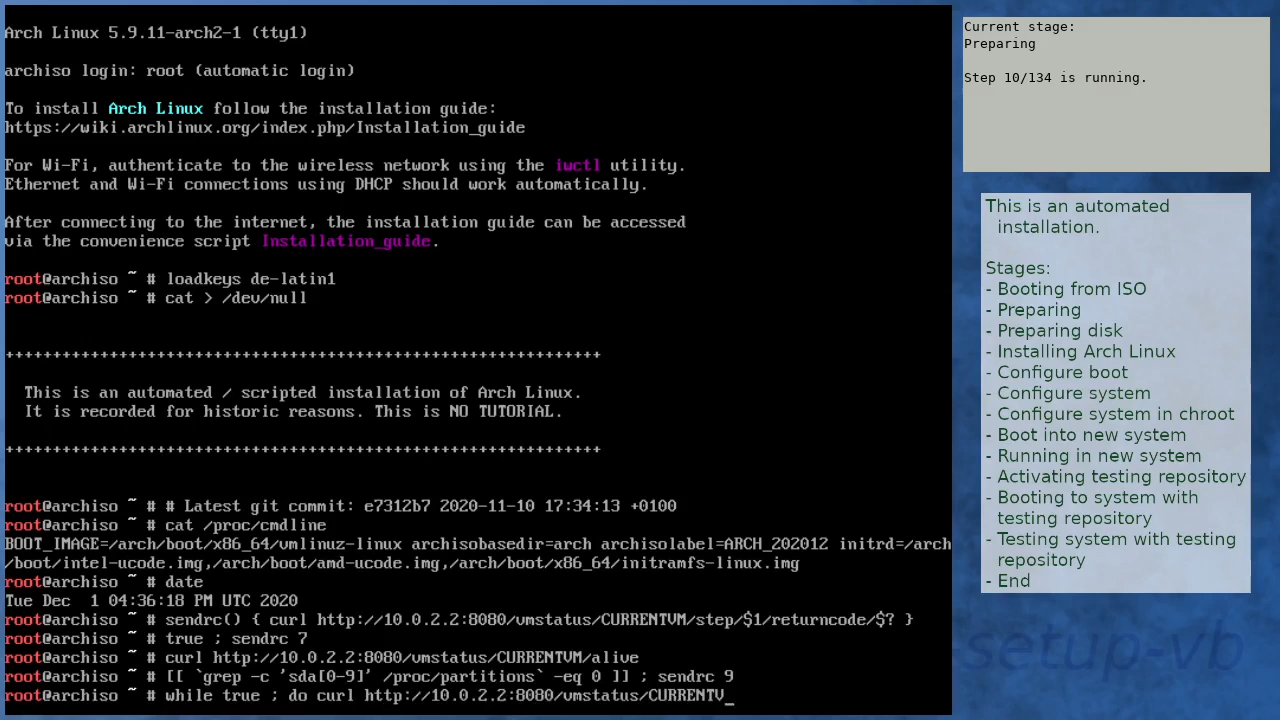 Arch Linux 5.9.11-arch2-1 (tty1)
archiso login: root (automatic login)
To install Arch Linux follow the installation guide:
https://wiki.archlinux.org/index.php/Installation_guide
For Wi-Fi, authenticate to the wireless network using the iwctl utility.
Ethernet and Wi-Fi connections using DHCP should work automatically.
After connecting to the internet, the installation guide can be accessed
via the convenience script Installation_guide.
root@archiso ~ # loadkeys de-latin1
root@archiso ~ # cat > /dev/null
+++++++++++++++++++++++++++++++++++++++++++++++++++++++++++++++
This is an automated / scripted installation of Arch Linux.
It is recorded for historic reasons. This is NO TUTORIAL.
+++++++++++++++++++++++++++++++++++++++++++++++++++++++++++++++
root@archiso ~ # # Latest git commit: e7312b7 2020-11-10 17:34:13 +0100
root@archiso ~ # cat /proc/cmdline
BOOT_IMAGE=/arch/boot/x86_64/vmlinuz-linux archisobasedir=arch archisolabel=ARCH_202012 initrd=/arch
/boot/intel-ucode.img,/arch/boot/amd-ucode.img,/arch/boot/x86_64/initramfs-linux.img
root@archiso ~ # date
Tue Dec  1 04:36:18 PM UTC 2020
root@archiso ~ # sendrc() { curl http://10.0.2.2:8080/vmstatus/CURRENTVM/step/$1/returncode/$? }
root@archiso ~ # true ; sendrc 7
root@archiso ~ # curl http://10.0.2.2:8080/vmstatus/CURRENTVM/alive
root@archiso ~ # [[ `grep -c 'sda[0-9]' /proc/partitions` -eq 0 ]] ; sendrc 9
root@archiso ~ # while true ; do curl http://10.0.2.2:8080/vmstatus/CURRENTV_
Current stage:
Preparing
Step 10/134 is running.
This is an automated
installation.
Stages:
- Booting from ISO
- Preparing
- Preparing disk
- Installing Arch Linux
- Configure boot
- Configure system
- Configure system in chroot
- Boot into new system
- Running in new system
- Activating testing repository
- Booting to system with
testing repository
- Testing system with testing
repository
- End
-setup-vb